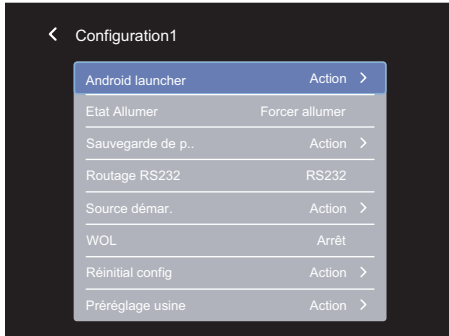 Configuration1
Android launcher Action
Etat Allumer Forcer allumer
Sauvegarde de p.. Action
Routage RS232 RS232
Source démar. Action
WOL Arrêt
Réinitial config Action
Préréglage usine Action